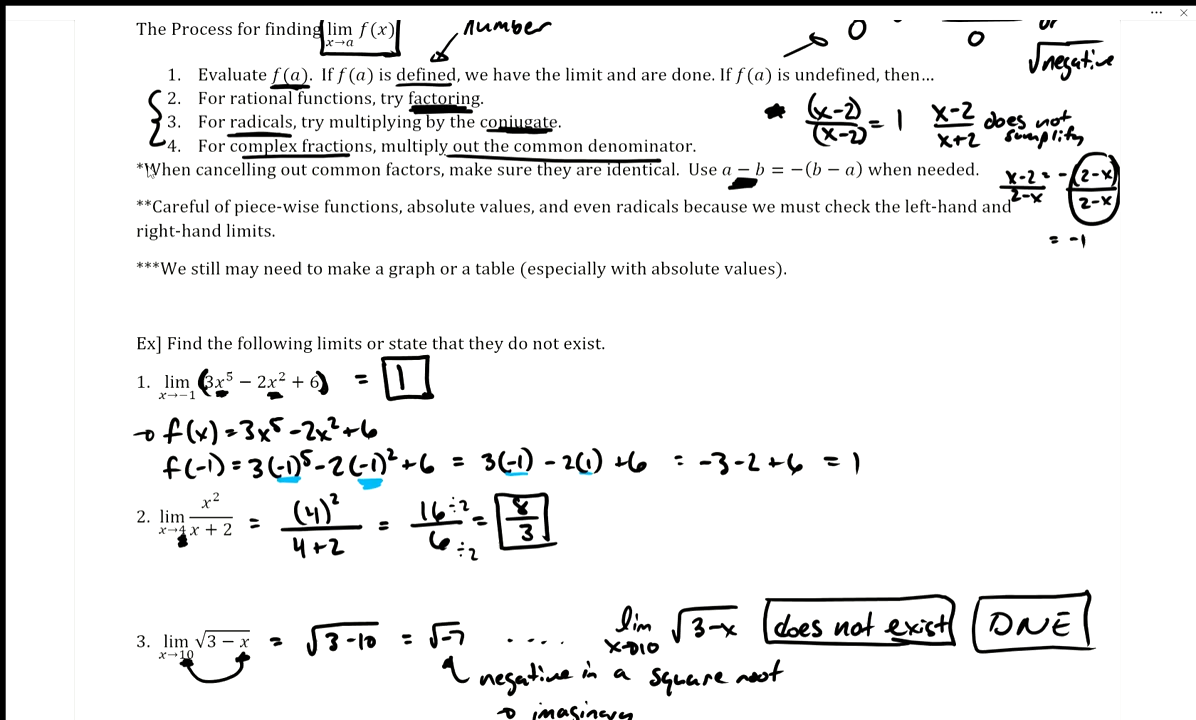 The Process for finding lim f(x) number 0 0 or
x→a
√negative
1. Evaluate f(a). If f(a) is defined, we have the limit and are done. If f(a) is undefined, then…
2. For rational functions, try factoring.
3. For radicals, try multiplying by the conjugate.
4. For complex fractions, multiply out the common denominator.
(x-2)/(x-2) = 1 x-2/x+2 does not simplify
*When cancelling out common factors, make sure they are identical. Use a − b = −(b − a) when needed.
x-2/2-x = -(2-x)/2-x
= -1
**Careful of piece-wise functions, absolute values, and even radicals because we must check the left-hand and
right-hand limits.
***We still may need to make a graph or a table (especially with absolute values).
Ex] Find the following limits or state that they do not exist.
1. lim x→−1 (3x⁵ − 2x² + 6) = 1
→ f(x) = 3x⁵ - 2x² + 6
f(-1) = 3(-1)⁵ - 2(-1)² + 6 = 3(-1) - 2(1) + 6 = -3 - 2 + 6 = 1
2. lim x→4 x²/x + 2 = (4)²/4+2 = 16÷2/6÷2 = 8/3
3. lim x→10 √3 − x = √3-10 = √-7 .... lim x→10 √3-x does not exist DNE
negative in a square root
→ imaginary